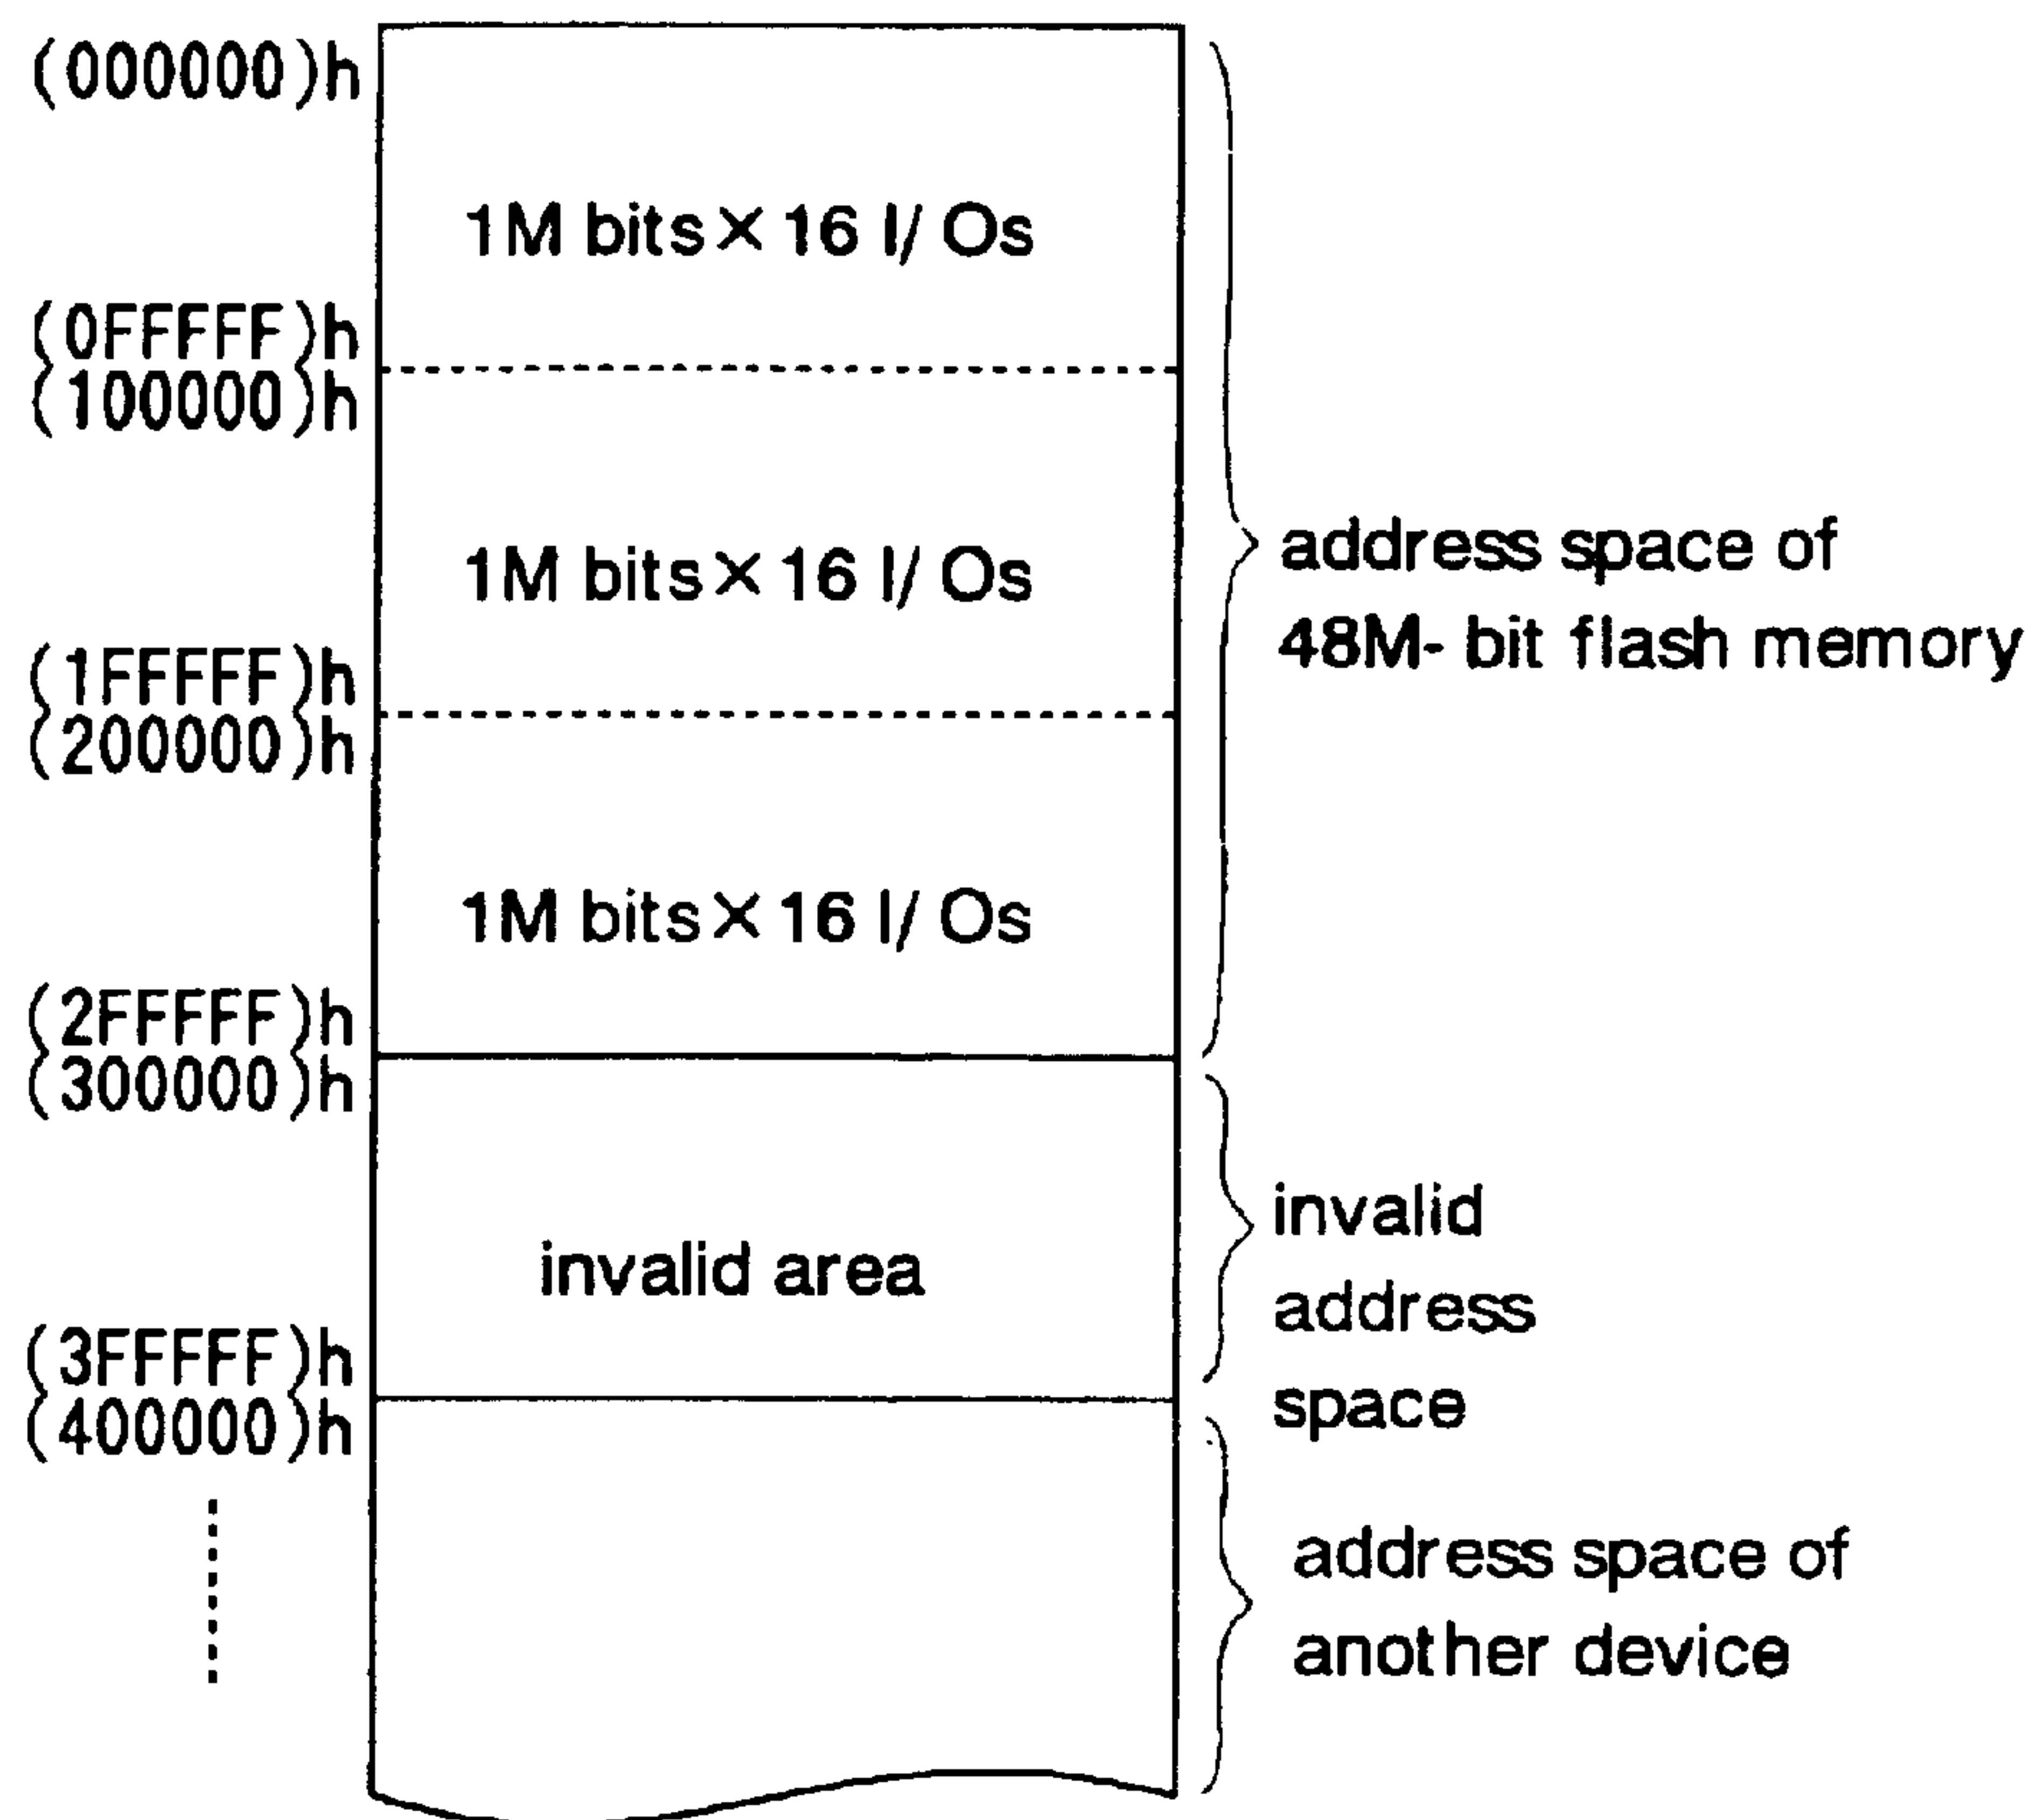 (000000)h
1M bits×16 I/Os
(0FFFFF)h
(100000)h
1M bits×16 I/Os
address space of
48M-bit flash memory
(1FFFFF)h
(200000)h
1M bits×16 I/Os
(2FFFFF)h
(300000)h
invalid area
invalid
address
space
(3FFFFF)h
(400000)h
address space of
another device